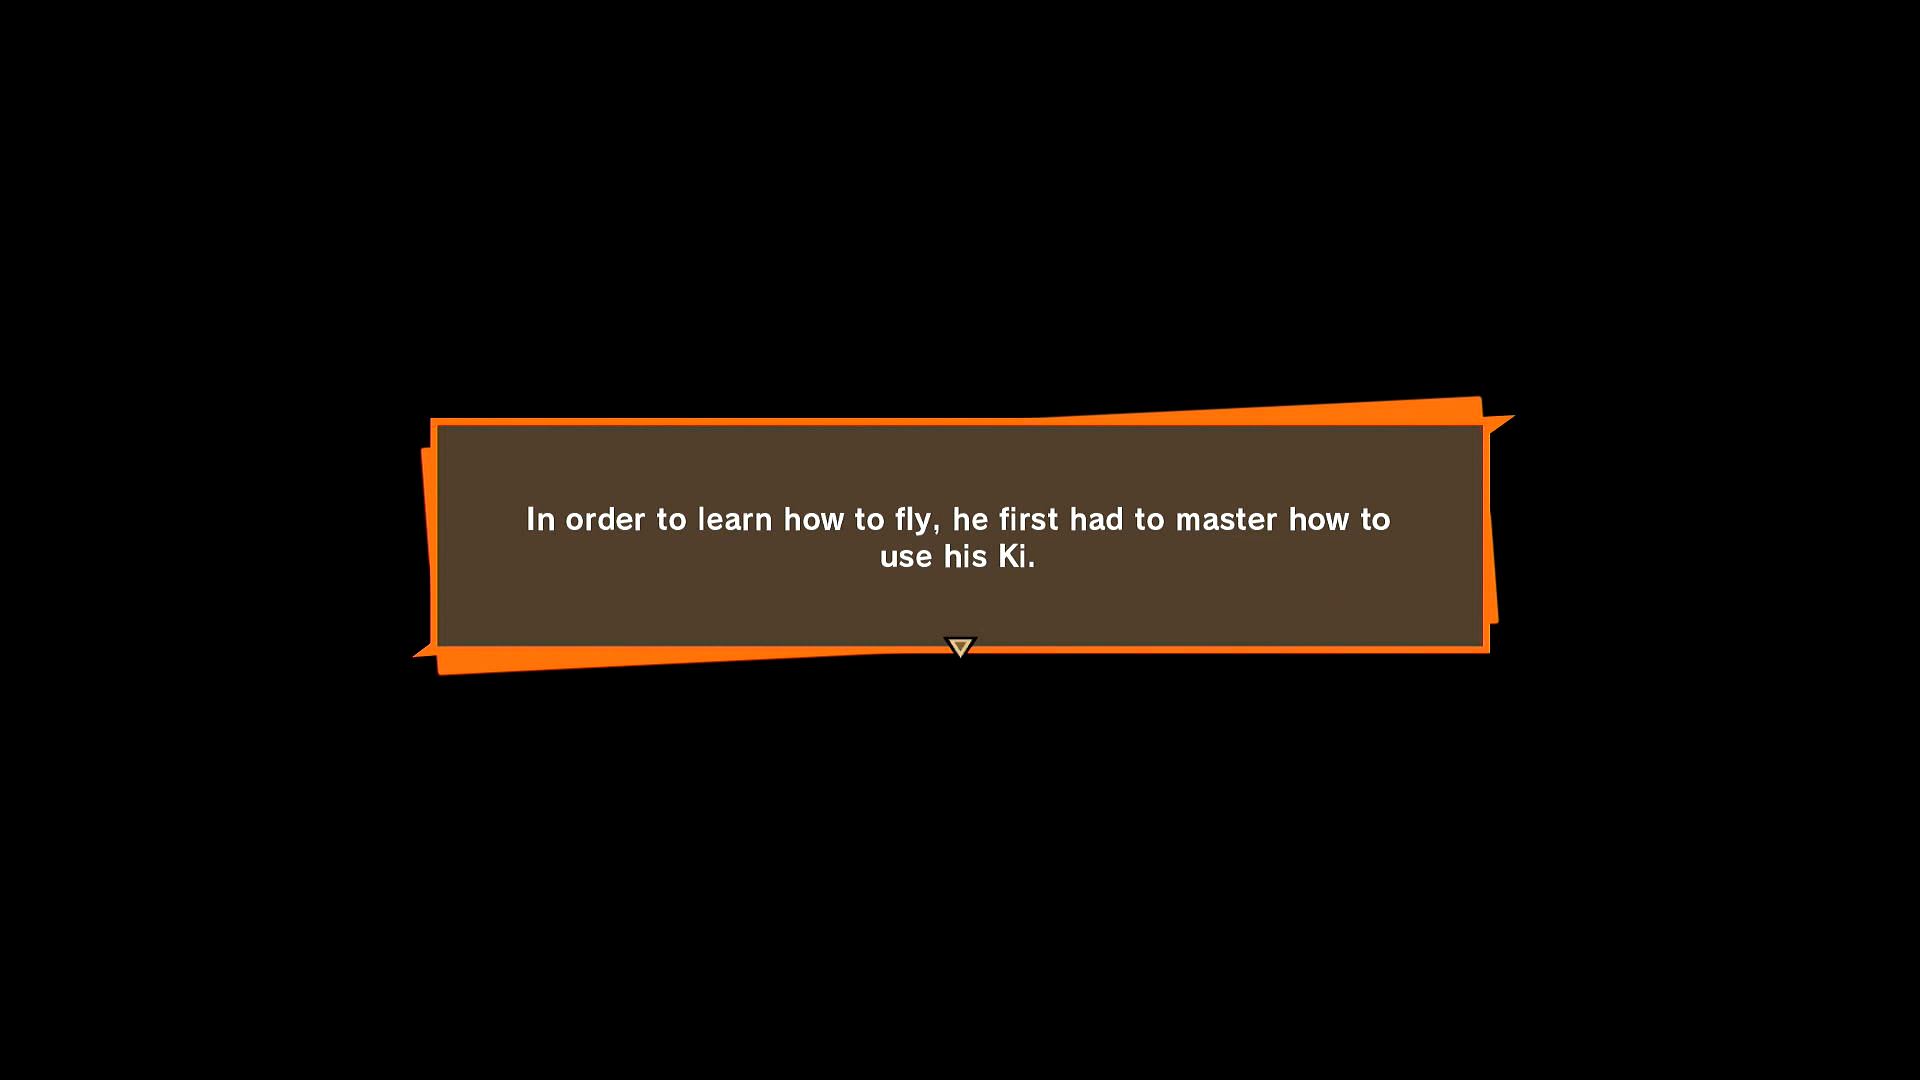 In order to learn how to fly, he first had to master how to
use his Ki.